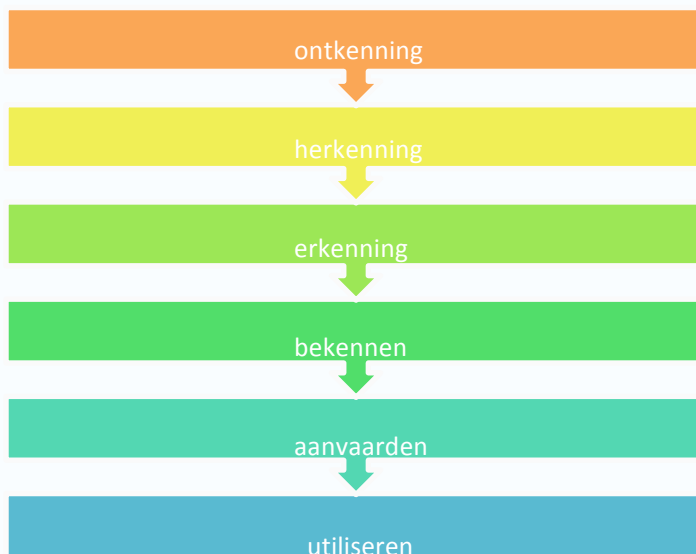 ontkenning
herkenning
erkenning
bekennen
aanvaarden
utiliseren